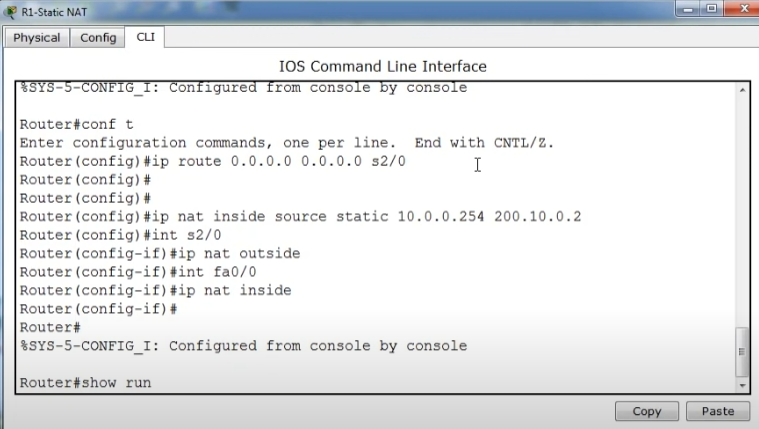 R1-Static NAT
Physical Config CLI
IOS Command Line Interface
%SYS-5-CONFIG_I: Configured from console by console
Router#conf t
Enter configuration commands, one per line.  End with CNTL/Z.
Router(config)#ip route 0.0.0.0 0.0.0.0 s2/0
Router(config)#
Router(config)#
Router(config)#ip nat inside source static 10.0.0.254 200.10.0.2
Router(config)#int s2/0
Router(config-if)#ip nat outside
Router(config-if)#int fa0/0
Router(config-if)#ip nat inside
Router(config-if)#
Router#
%SYS-5-CONFIG_I: Configured from console by console
Router#show run
Copy Paste